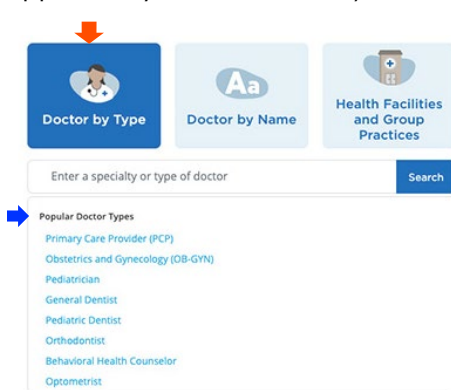 Doctor by Type
Aa
Doctor by Name
Health Facilities
and Group
Practices
Enter a specialty or type of doctor
Search
Popular Doctor Types
Primary Care Provider (PCP)
Obstetrics and Gynecology (OB-GYN)
Pediatrician
General Dentist
Pediatric Dentist
Orthodontist
Behavioral Health Counselor
Optometrist